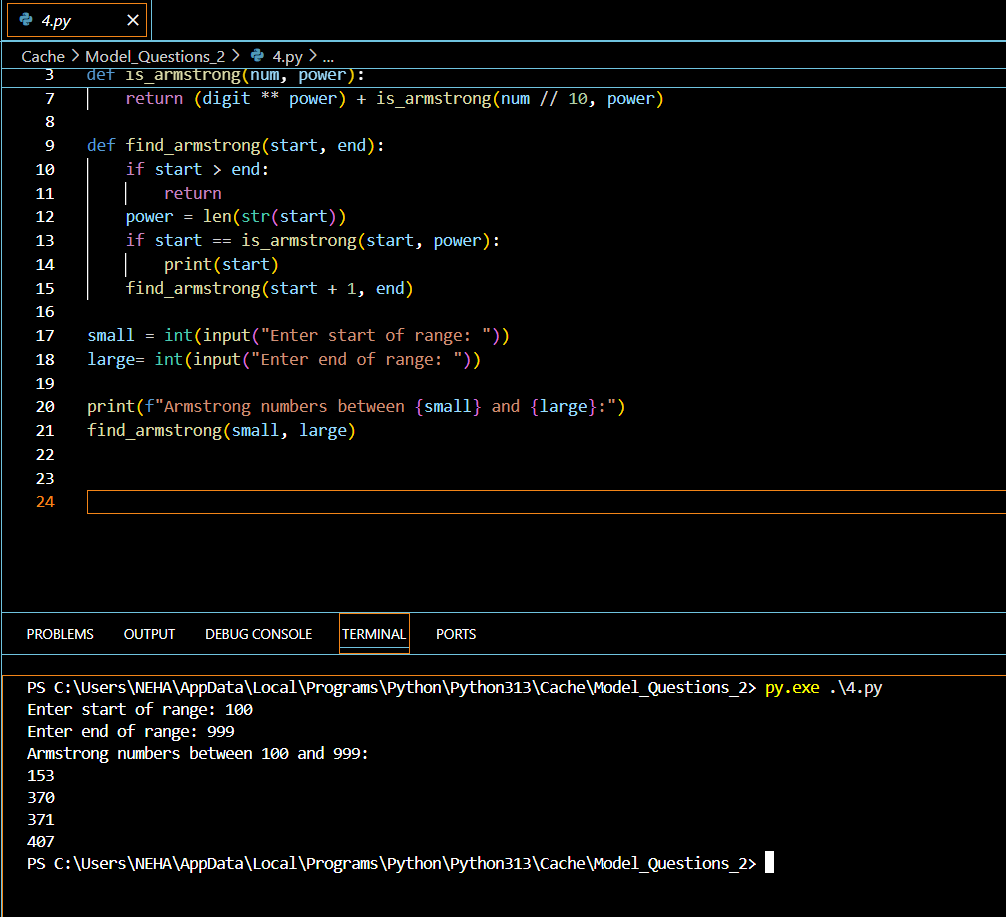 4.py
Cache > Model_Questions_2 > 4.py > ...
3 def is_armstrong(num, power):
7 return (digit ** power) + is_armstrong(num // 10, power)
8
9 def find_armstrong(start, end):
10 if start > end:
11 return
12 power = len(str(start))
13 if start == is_armstrong(start, power):
14 print(start)
15 find_armstrong(start + 1, end)
16
17 small = int(input("Enter start of range: "))
18 large= int(input("Enter end of range: "))
19
20 print(f"Armstrong numbers between {small} and {large}:")
21 find_armstrong(small, large)
22
23
24
PROBLEMS OUTPUT DEBUG CONSOLE TERMINAL PORTS
PS C:\Users\NEHA\AppData\Local\Programs\Python\Python313\Cache\Model_Questions_2> py.exe .\4.py
Enter start of range: 100
Enter end of range: 999
Armstrong numbers between 100 and 999:
153
370
371
407
PS C:\Users\NEHA\AppData\Local\Programs\Python\Python313\Cache\Model_Questions_2>